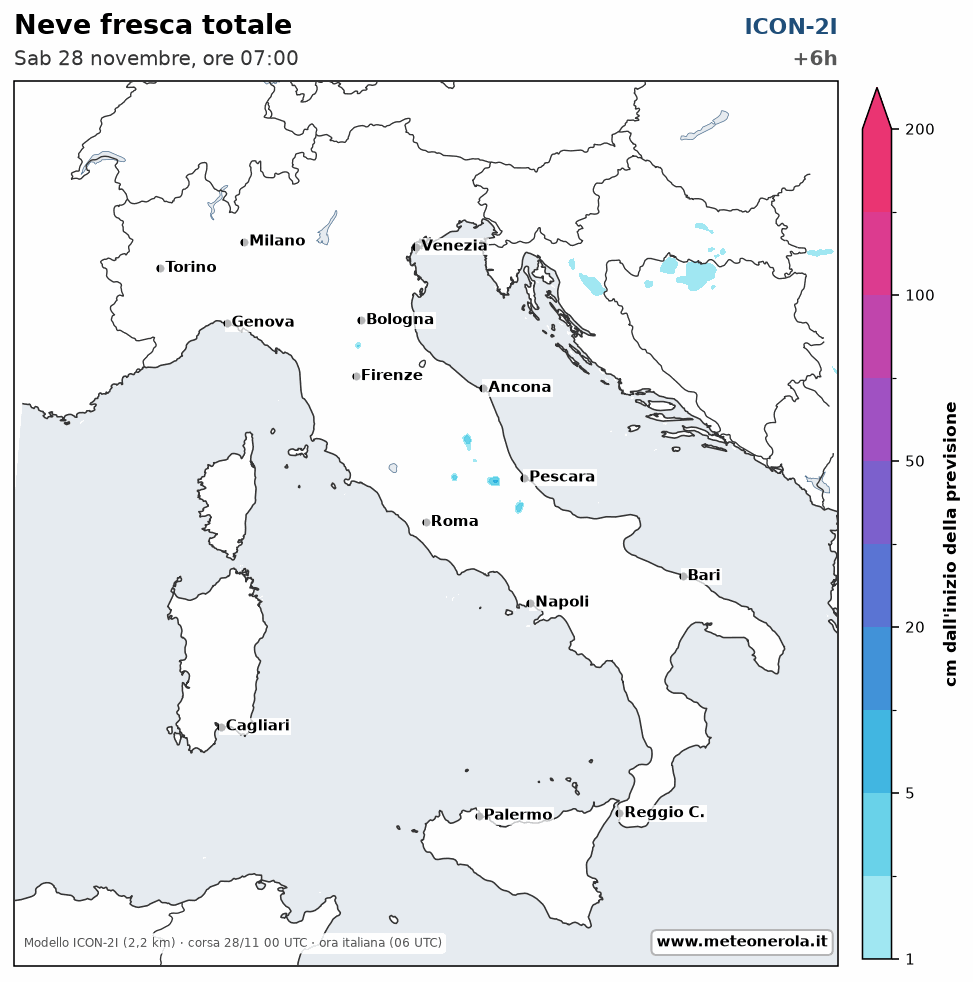 Neve fresca totale
ICON-2I
Sab 28 novembre, ore 07:00
+6h
200
100
50
20
5
1
cm dall'inizio della previsione
Milano
Venezia
Torino
Genova
Bologna
Firenze
Ancona
Pescara
Roma
Bari
Napoli
Cagliari
Palermo
Reggio C.
Modello ICON-2I (2,2 km) · corsa 28/11 00 UTC · ora italiana (06 UTC)
www.meteonerola.it